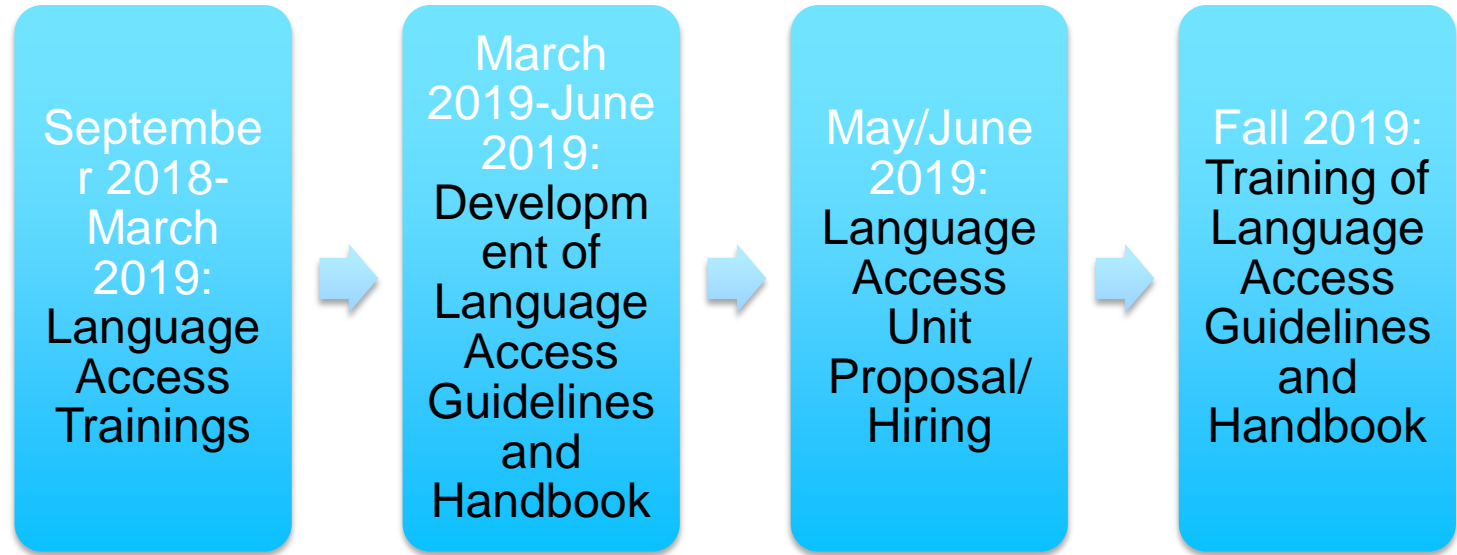 Septembe
r 2018-
March
2019:
Language
Access
Trainings
March
2019-June
2019:
Developm
ent of
Language
Access
Guidelines
and
Handbook
May/June
2019:
Language
Access
Unit
Proposal/
Hiring
Fall 2019:
Training of
Language
Access
Guidelines
and
Handbook